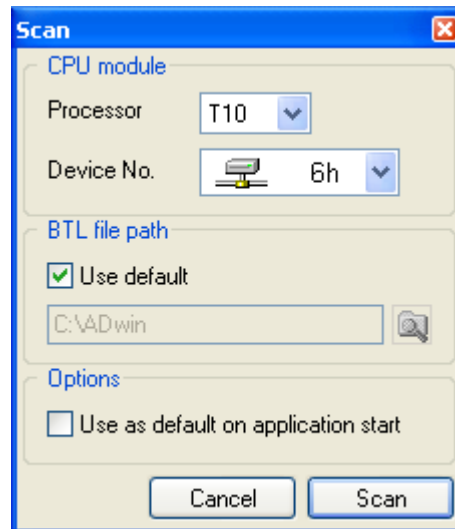 Scan
CPU module
Processor T10
Device No. 6h
BTL file path
Use default
C:\ADwin
Options
Use as default on application start
Cancel Scan